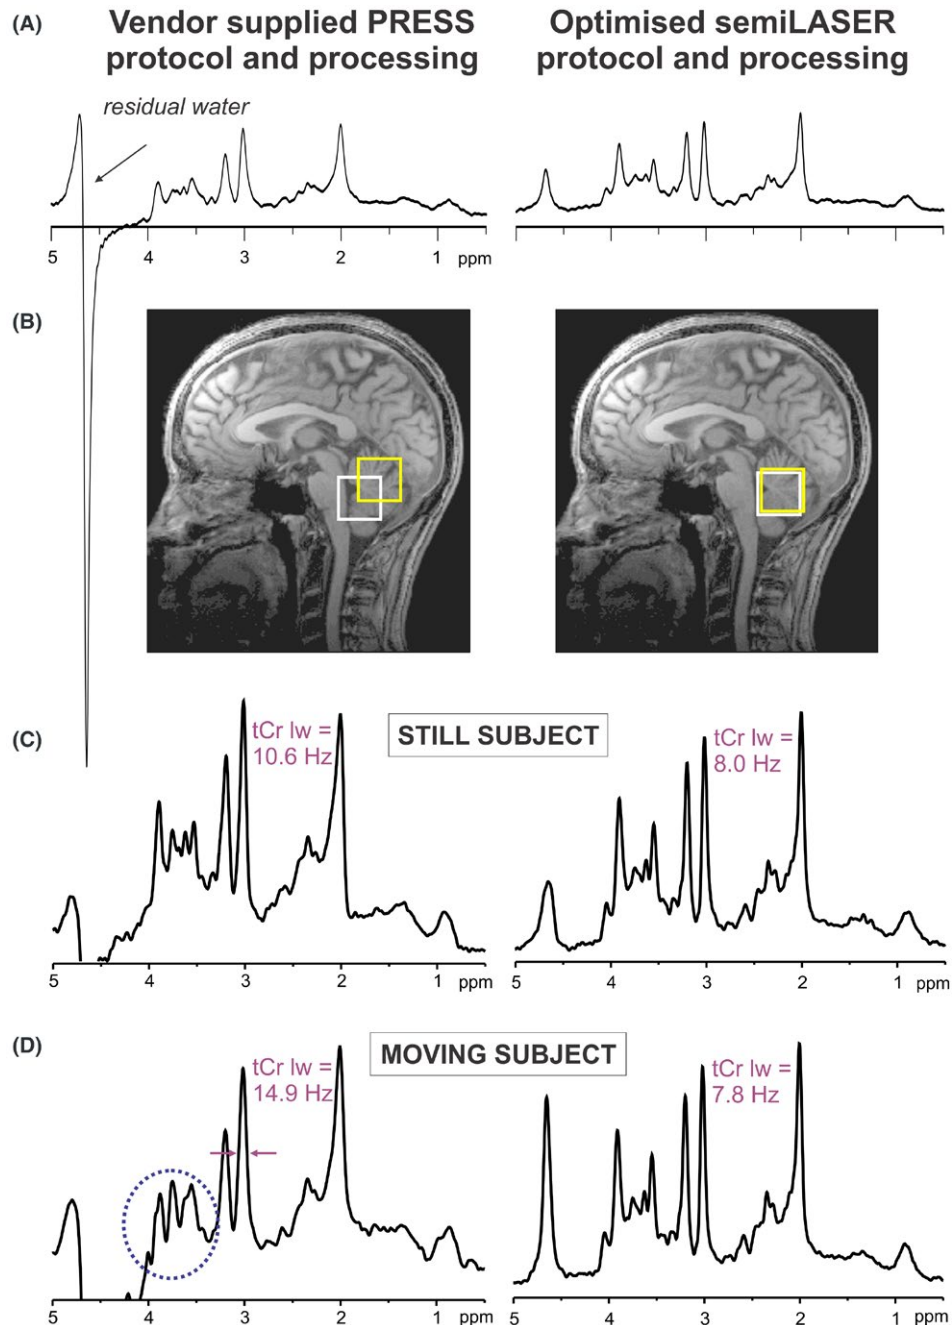 (A)
Vendor supplied PRESS
protocol and processing
Optimised semiLASER
protocol and processing
residual water
5 4 3 2 1 ppm
(B)
(C)
tCr lw =
10.6 Hz
STILL SUBJECT
tCr lw =
8.0 Hz
5 4 3 2 1 ppm
5 4 3 2 1 ppm
(D)
tCr lw =
14.9 Hz
MOVING SUBJECT
tCr lw =
7.8 Hz
5 4 3 2 1 ppm
5 4 3 2 1 ppm